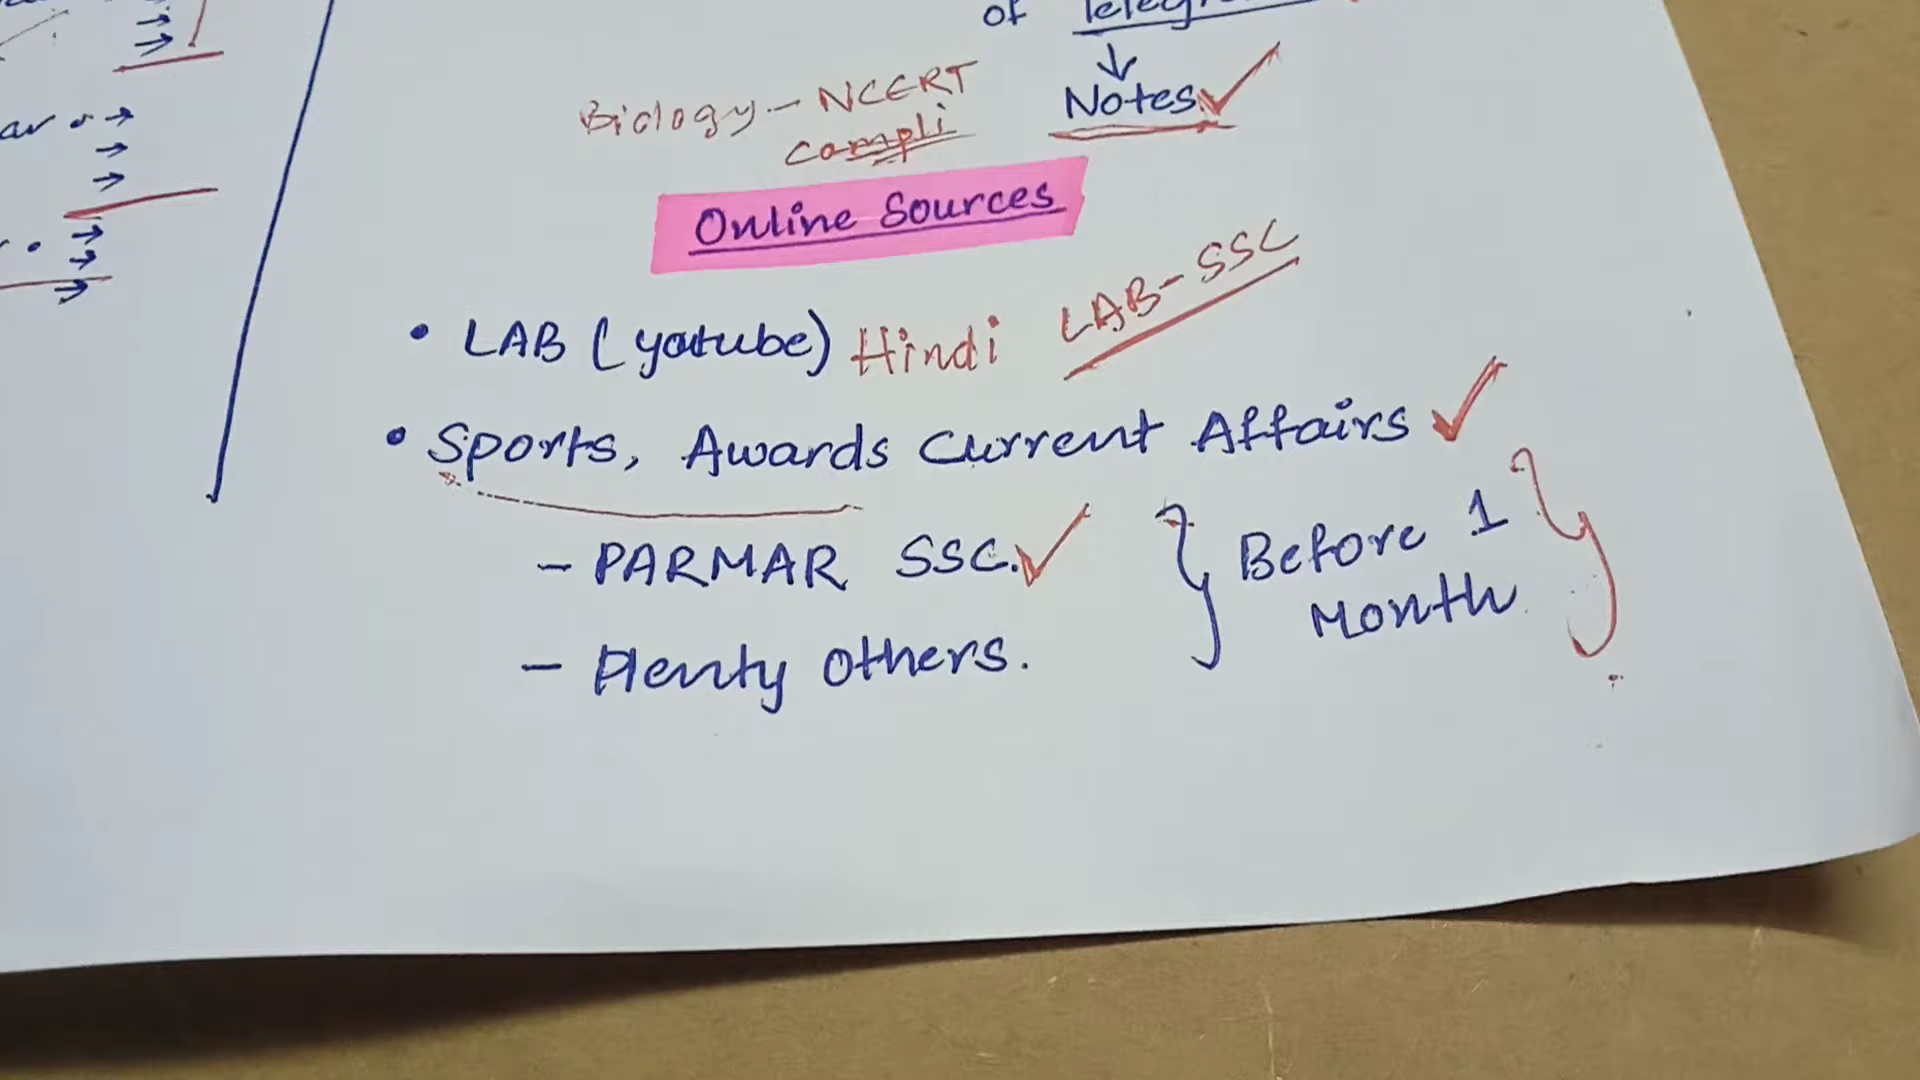 of
↓
Notes ✓
Biology - NCERT
compli
Online Sources
• LAB (yotube) Hindi LAB-SSC
• Sports, Awards Current Affairs ✓
- PARMAR SSC. ✓
- Plenty others.
} Before 1
Month }